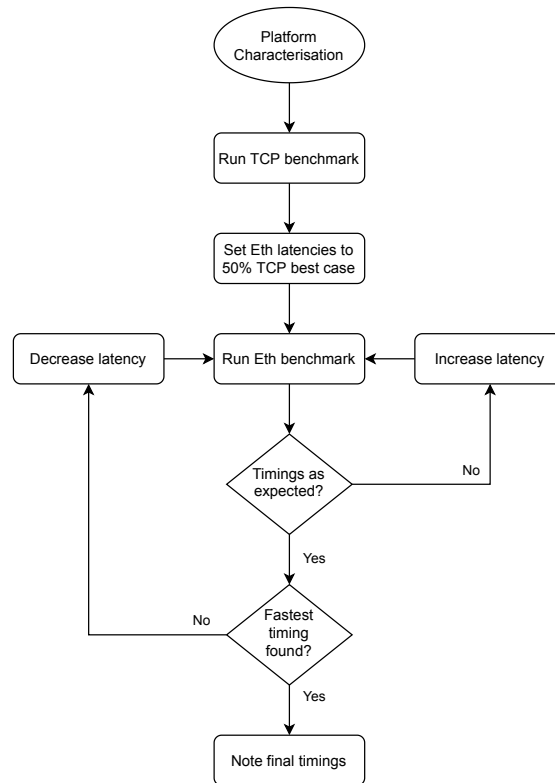 Platform
Characterisation
Run TCP benchmark
Set Eth latencies to
50% TCP best case
Decrease latency
Run Eth benchmark
Increase latency
Timings as
expected?
No
Yes
Fastest
timing
found?
No
Yes
Note final timings